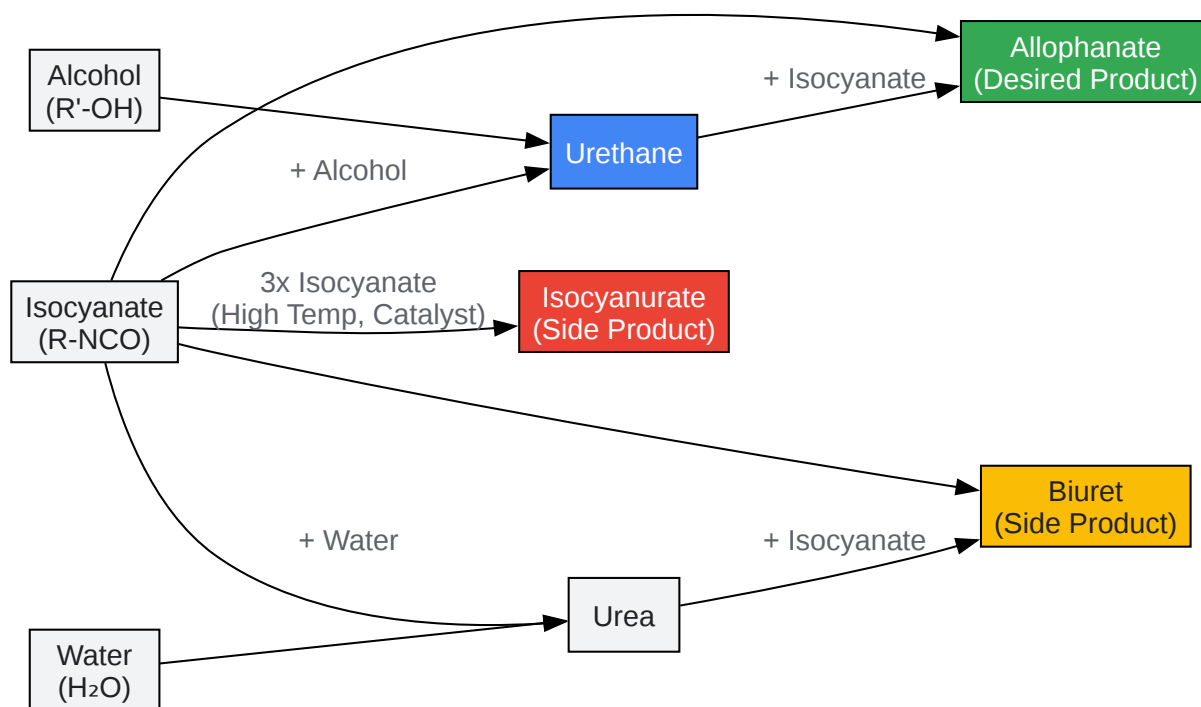 Alcohol
(R'-OH)
Allophanate
(Desired Product)
+ Isocyanate
Urethane
+ Alcohol
Isocyanate
(R-NCO)
3x Isocyanate
(High Temp, Catalyst)
Isocyanurate
(Side Product)
Biuret
(Side Product)
+ Water
+ Isocyanate
Urea
Water
(H₂O)